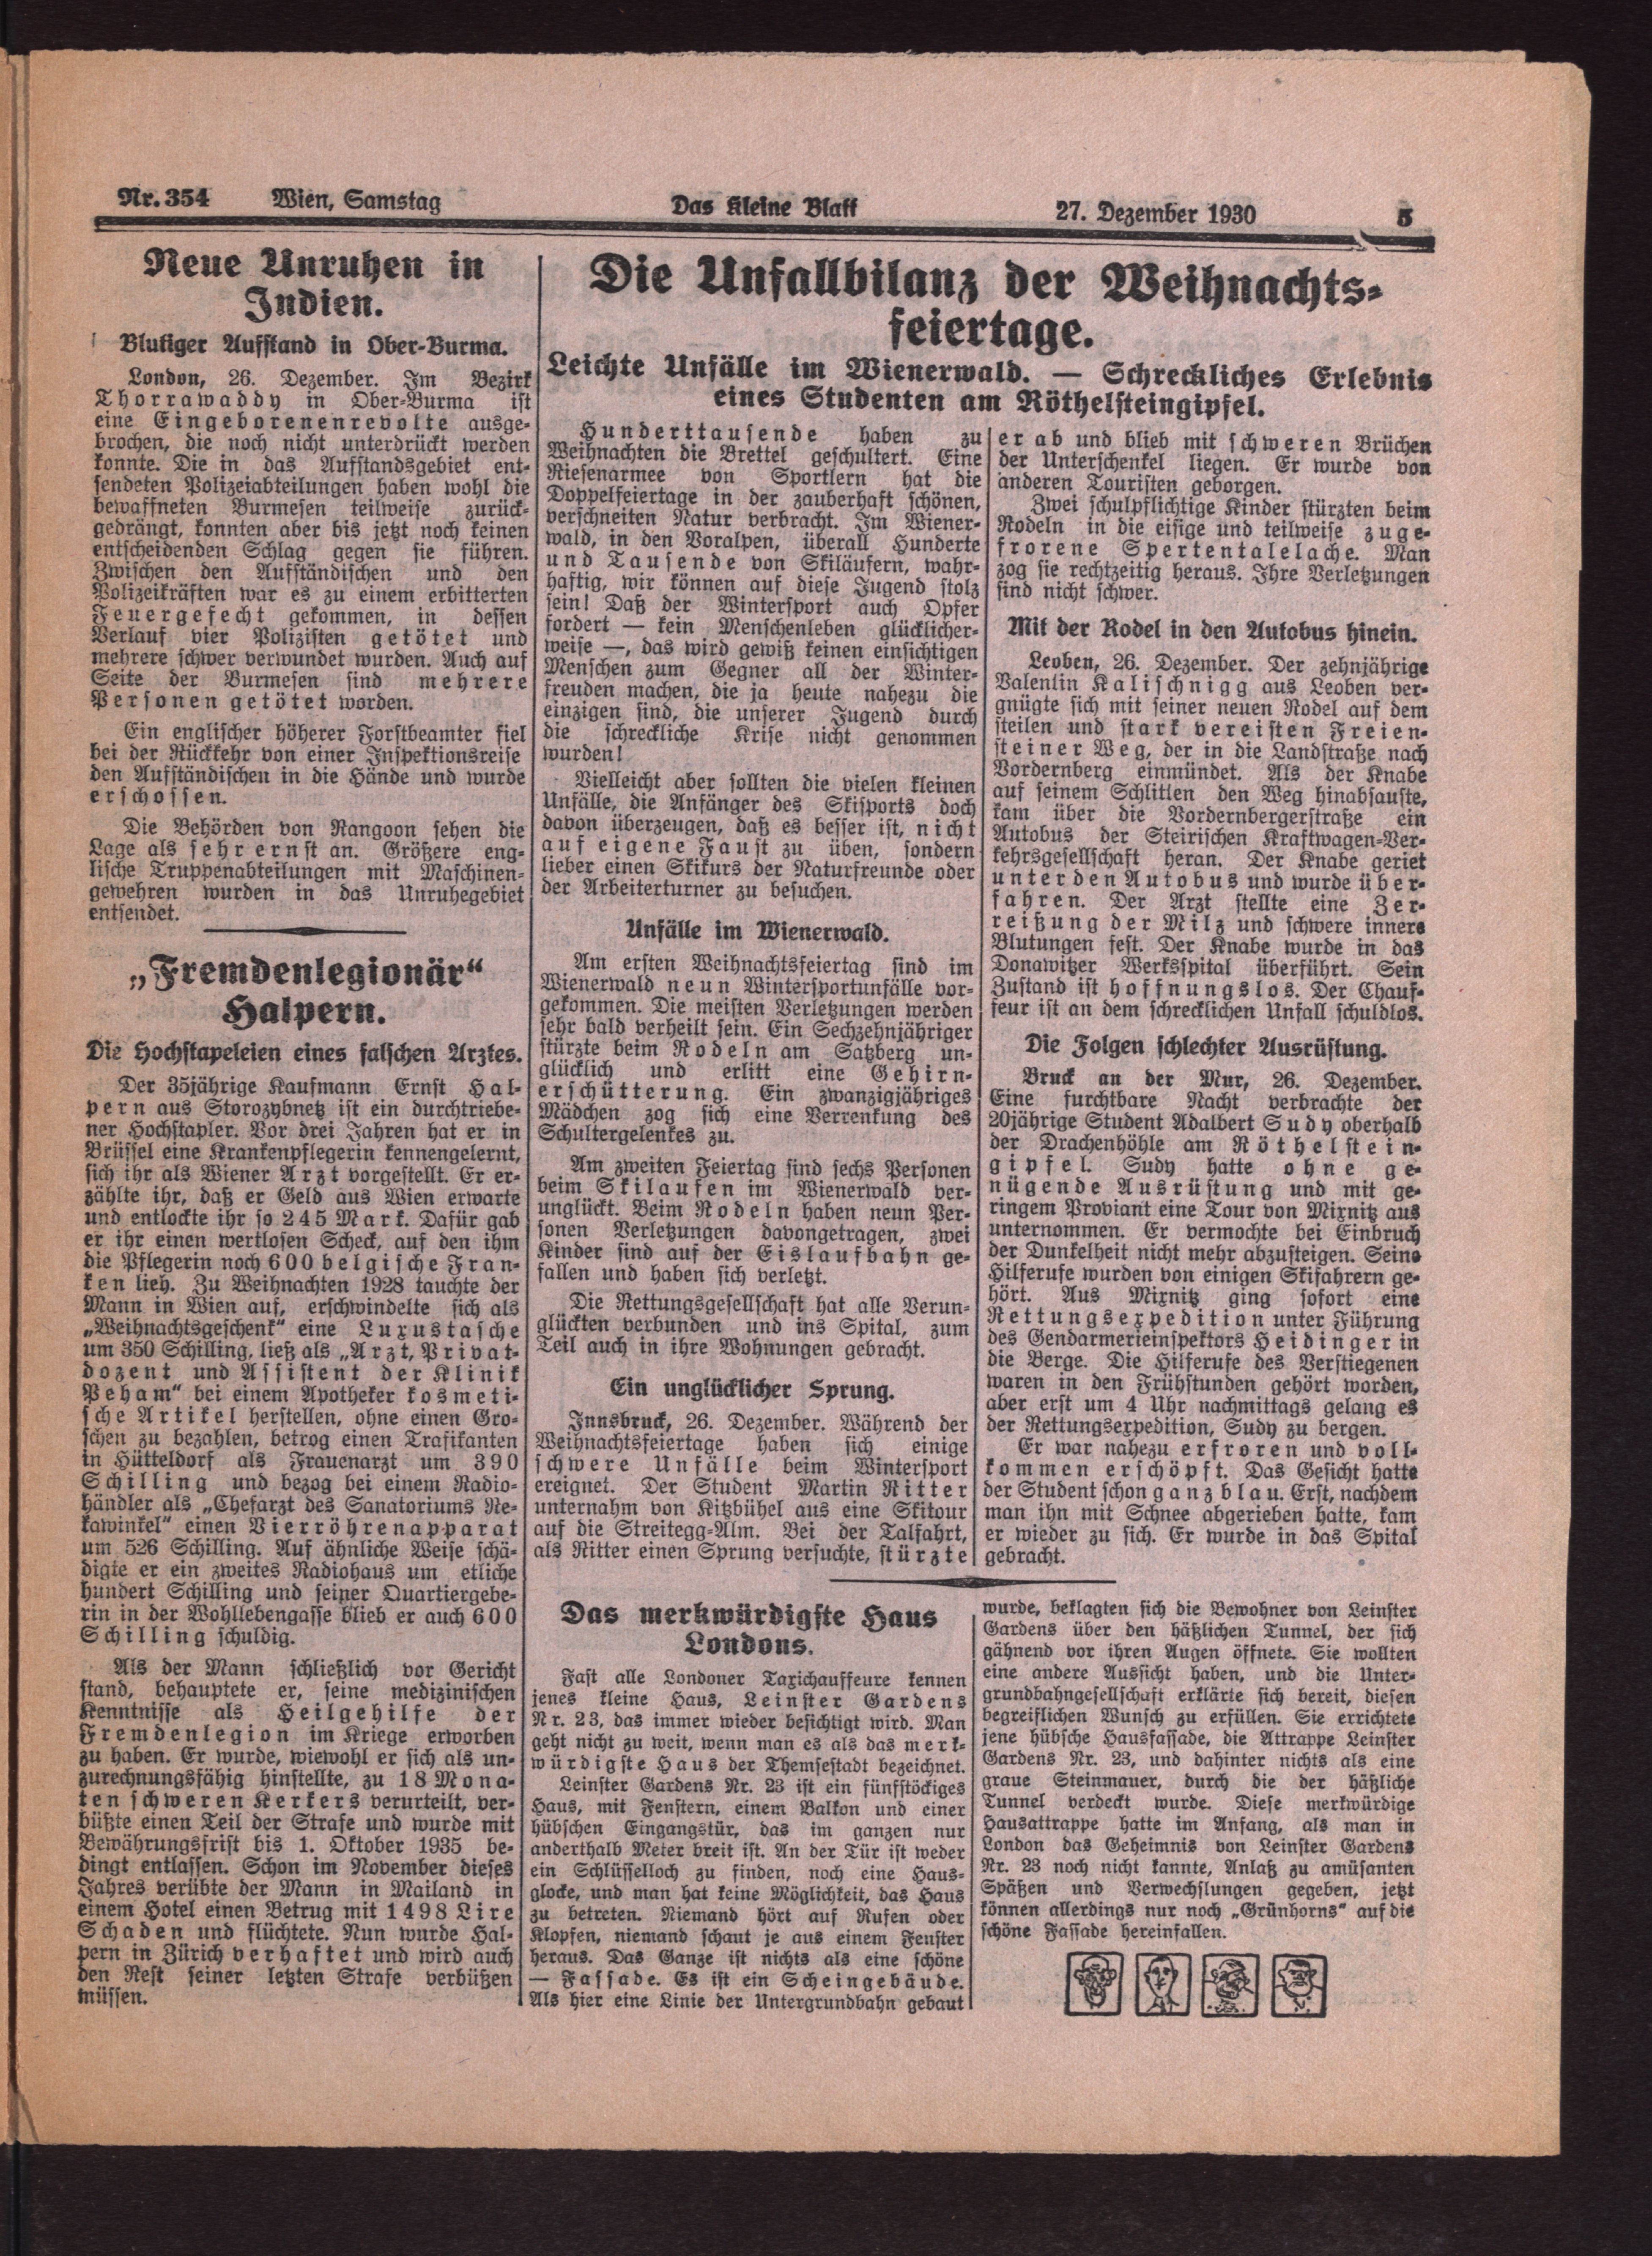 Nr. 354 Wien, Samstag Das Kleine Blatt 27. Dezember 1930 5
Neue Unruhen in
Indien.
Blutiger Aufstand in Ober-Burma.
London, 26. Dezember. Im Bezirk
Thorrawaddy in Ober-Burma ist
eine Eingeborenenrevolte ausge-
brochen, die noch nicht unterdrückt werden
konnte. Die in das Aufstandsgebiet ent-
sendeten Polizeiabteilungen haben wohl die
bewaffneten Burmesen teilweise zurück-
gedrängt, konnten aber bis jetzt noch keinen
entscheidenden Schlag gegen sie führen.
Zwischen den Aufständischen und den
Polizeikräften war es zu einem erbitterten
Feuergefecht gekommen, in dessen
Verlauf vier Polizisten getötet und
mehrere schwer verwundet wurden. Auch auf
Seite der Burmesen sind mehrere
Personen getötet worden.
Ein englischer höherer Forstbeamter fiel
bei der Rückkehr von einer Inspektionsreise
den Aufständischen in die Hände und wurde
erschossen.
Die Behörden von Rangoon sehen die
Lage als sehr ernst an. Größere eng-
lische Truppenabteilungen mit Maschinen-
gewehren wurden in das Unruhegebiet
entsendet.
„Fremdenlegionär“
Halpern.
Die Hochstapeleien eines falschen Arztes.
Der 35jährige Kaufmann Ernst Hal-
pern aus Storozybnetz ist ein durchtriebe-
ner Hochstapler. Vor drei Jahren hat er in
Brüssel eine Krankenpflegerin kennengelernt,
sich ihr als Wiener Arzt vorgestellt. Er er-
zählte ihr, daß er Geld aus Wien erwarte
und entlockte ihr so 245 Mark. Dafür gab
er ihr einen wertlosen Scheck, auf den ihm
die Pflegerin noch 600 belgische Fran-
ken lieh. Zu Weihnachten 1928 tauchte der
Mann in Wien auf, erschwindelte sich als
„Weihnachtsgeschenk“ eine Luxustasche
um 350 Schilling, ließ als „Arzt, Privat-
dozent und Assistent der Klinik
Peham“ bei einem Apotheker kosmeti-
sche Artikel herstellen, ohne einen Gro-
schen zu bezahlen, betrog einen Trafikanten
in Hütteldorf als Frauenarzt um 390
Schilling und bezog bei einem Radio-
händler als „Chefarzt des Sanatoriums Re-
kawinkel“ einen Vierröhrenapparat
um 526 Schilling. Auf ähnliche Weise schä-
digte er ein zweites Radiohaus um etliche
hundert Schilling und seiner Quartiergebe-
rin in der Wohllebengasse blieb er auch 600
Schilling schuldig.
Als der Mann schließlich vor Gericht
stand, behauptete er, seine medizinischen
Kenntnisse als Heilgehilfe der
Fremdenlegion im Kriege erworben
zu haben. Er wurde, wiewohl er sich als un-
zurechnungsfähig hinstellte, zu 18 Mona-
ten schweren Kerkers verurteilt, ver-
büßte einen Teil der Strafe und wurde mit
Bewährungsfrist bis 1. Oktober 1935 be-
dingt entlassen. Schon im November dieses
Jahres verübte der Mann in Mailand in
einem Hotel einen Betrug mit 1498 Lire
Schaden und flüchtete. Nun wurde Hal-
pern in Zürich verhaftet und wird auch
den Rest seiner letzten Strafe verbüßen
müssen.
Die Unfallbilanz der Weihnachts-
feiertage.
Leichte Unfälle im Wienerwald. — Schreckliches Erlebnis
eines Studenten am Röthelsteingipfel.
Hunderttausende haben zu
Weihnachten die Brettel geschultert. Eine
Riesenarmee von Sportlern hat die
Doppelfeiertage in der zauberhaft schönen,
verschneiten Natur verbracht. Im Wiener-
wald, in den Voralpen, überall Hunderte
und Tausende von Skiläufern, wahr-
haftig, wir können auf diese Jugend stolz
sein! Daß der Wintersport auch Opfer
fordert — kein Menschenleben glücklicher-
weise —, das wird gewiß keinen einsichtigen
Menschen zum Gegner all der Winter-
freuden machen, die ja heute nahezu die
einzigen sind, die unserer Jugend durch
die schreckliche Krise nicht genommen
wurden!
Vielleicht aber sollten die vielen kleinen
Unfälle, die Anfänger des Skisports doch
davon überzeugen, daß es besser ist, nicht
auf eigene Faust zu üben, sondern
lieber einen Skikurs der Naturfreunde oder
der Arbeiterturner zu besuchen.
Unfälle im Wienerwald.
Am ersten Weihnachtsfeiertag sind im
Wienerwald neun Wintersportunfälle vor-
gekommen. Die meisten Verletzungen werden
sehr bald verheilt sein. Ein Sechzehnjähriger
stürzte beim Rodeln am Satzberg un-
glücklich und erlitt eine Gehirn-
erschütterung. Ein zwanzigjähriges
Mädchen zog sich eine Verrenkung des
Schultergelenkes zu.
Am zweiten Feiertag sind sechs Personen
beim Skilaufen im Wienerwald ver-
unglückt. Beim Rodeln haben neun Per-
sonen Verletzungen davongetragen, zwei
Kinder sind auf der Eislaufbahn ge-
fallen und haben sich verletzt.
Die Rettungsgesellschaft hat alle Verun-
glückten verbunden und ins Spital, zum
Teil auch in ihre Wohnungen gebracht.
Ein unglücklicher Sprung.
Innsbruck, 26. Dezember. Während der
Weihnachtsfeiertage haben sich einige
schwere Unfälle beim Wintersport
ereignet. Der Student Martin Ritter
unternahm von Kitzbühel aus eine Skitour
auf die Streitegg-Alm. Bei der Talfahrt,
als Ritter einen Sprung versuchte, stürzte
er ab und blieb mit schweren Brüchen
der Unterschenkel liegen. Er wurde von
anderen Touristen geborgen.
Zwei schulpflichtige Kinder stürzten beim
Rodeln in die eisige und teilweise zuge-
frorene Spertentalelache. Man
zog sie rechtzeitig heraus. Ihre Verletzungen
sind nicht schwer.
Mit der Rodel in den Autobus hinein.
Leoben, 26. Dezember. Der zehnjährige
Valentin Kalischnigg aus Leoben ver-
gnügte sich mit seiner neuen Rodel auf dem
steilen und stark vereisten Freien-
steiner Weg, der in die Landstraße nach
Vordernberg einmündet. Als der Knabe
auf seinem Schlitten den Weg hinabsauste,
kam über die Vordernbergerstraße ein
Autobus der Steirischen Kraftwagen-Ver-
kehrsgesellschaft heran. Der Knabe geriet
unter den Autobus und wurde über-
fahren. Der Arzt stellte eine Zer-
reißung der Milz und schwere innere
Blutungen fest. Der Knabe wurde in das
Donawitzer Werksspital überführt. Sein
Zustand ist hoffnungslos. Der Chauf-
feur ist an dem schrecklichen Unfall schuldlos.
Die Folgen schlechter Ausrüstung.
Bruck an der Mur, 26. Dezember.
Eine furchtbare Nacht verbrachte der
20jährige Student Adalbert Sudy oberhalb
der Drachenhöhle am Röthelstein-
gipfel. Sudy hatte ohne ge-
nügende Ausrüstung und mit ge-
ringem Proviant eine Tour von Mixnitz aus
unternommen. Er vermochte bei Einbruch
der Dunkelheit nicht mehr abzusteigen. Seine
Hilferufe wurden von einigen Skifahrern ge-
hört. Aus Mixnitz ging sofort eine
Rettungsexpedition unter Führung
des Gendarmerieinspektors Heidinger in
die Berge. Die Hilferufe des Verstiegenen
waren in den Frühstunden gehört worden,
aber erst um 4 Uhr nachmittags gelang es
der Rettungsexpedition, Sudy zu bergen.
Er war nahezu erfroren und voll-
kommen erschöpft. Das Gesicht hatte
der Student schon ganz blau. Erst, nachdem
man ihn mit Schnee abgerieben hatte, kam
er wieder zu sich. Er wurde in das Spital
gebracht.
Das merkwürdigste Haus
Londons.
Fast alle Londoner Taxichauffeure kennen
jenes kleine Haus, Leinster Gardens
Nr. 23, das immer wieder besichtigt wird. Man
geht nicht zu weit, wenn man es als das merk-
würdigste Haus der Themsestadt bezeichnet.
Leinster Gardens Nr. 23 ist ein fünfstöckiges
Haus, mit Fenstern, einem Balkon und einer
hübschen Eingangstür, das im ganzen nur
anderthalb Meter breit ist. An der Tür ist weder
ein Schlüsselloch zu finden, noch eine Haus-
glocke, und man hat keine Möglichkeit, das Haus
zu betreten. Niemand hört auf Rufen oder
Klopfen, niemand schaut je aus einem Fenster
heraus. Das Ganze ist nichts als eine schöne
— Fassade. Es ist ein Scheingebäude.
Als hier eine Linie der Untergrundbahn gebaut
wurde, beklagten sich die Bewohner von Leinster
Gardens über den häßlichen Tunnel, der sich
gähnend vor ihren Augen öffnete. Sie wollten
eine andere Aussicht haben, und die Unter-
grundbahngesellschaft erklärte sich bereit, diesen
begreiflichen Wunsch zu erfüllen. Sie errichtete
jene hübsche Hausfassade, die Attrappe Leinster
Gardens Nr. 23, und dahinter nichts als eine
graue Steinmauer, durch die der häßliche
Tunnel verdeckt wurde. Diese merkwürdige
Hausattrappe hatte im Anfang, als man in
London das Geheimnis von Leinster Gardens
Nr. 23 noch nicht kannte, Anlaß zu amüsanten
Späßen und Verwechslungen gegeben, jetzt
können allerdings nur noch „Grünhorns“ auf die
schöne Fassade hereinfallen.